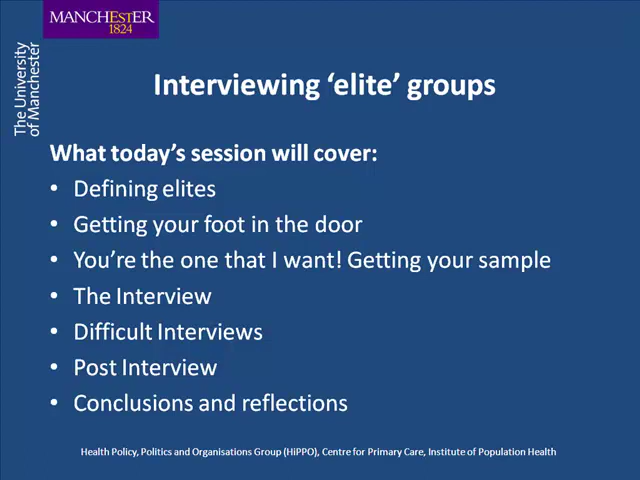 MANCHESTER
1824
The University
of Manchester
Interviewing ‘elite’ groups
What today’s session will cover:
• Defining elites
• Getting your foot in the door
• You’re the one that I want! Getting your sample
• The Interview
• Difficult Interviews
• Post Interview
• Conclusions and reflections
Health Policy, Politics and Organisations Group (HiPPO), Centre for Primary Care, Institute of Population Health